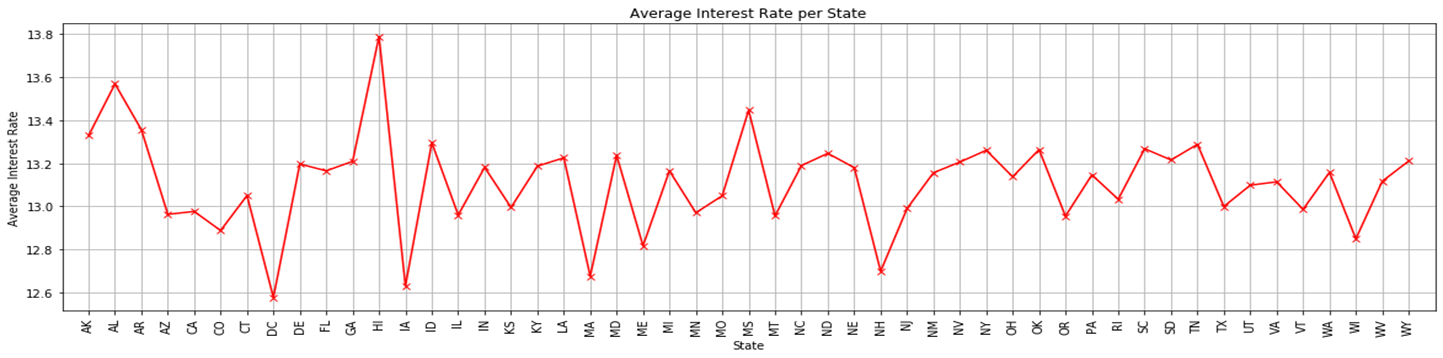 Average Interest Rate per State
Average Interest Rate
13.8
13.6
13.4
13.2
13.0
12.8
12.6
AK AL AR AZ CA CO CT DC DE FL GA HI IA ID IL IN KS KY LA MA MD ME MI MN MO MS MT NC ND NE NH NJ NM NV NY OH OK OR PA RI SC SD TN TX UT VA VT WA WI WV WY
State